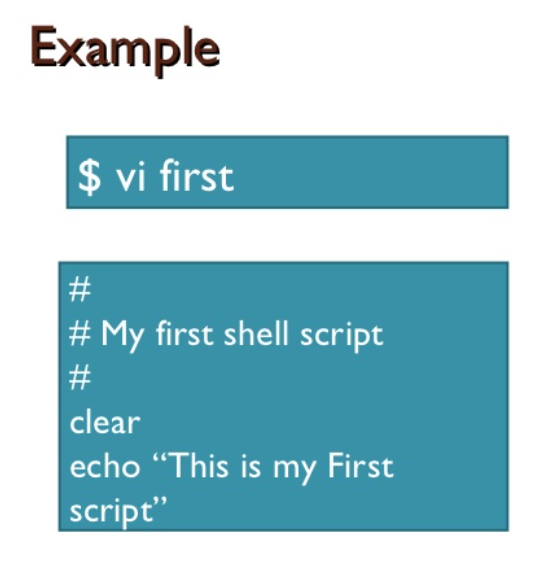 Example
$ vi first
#
# My first shell script
#
clear
echo “This is my First
script”